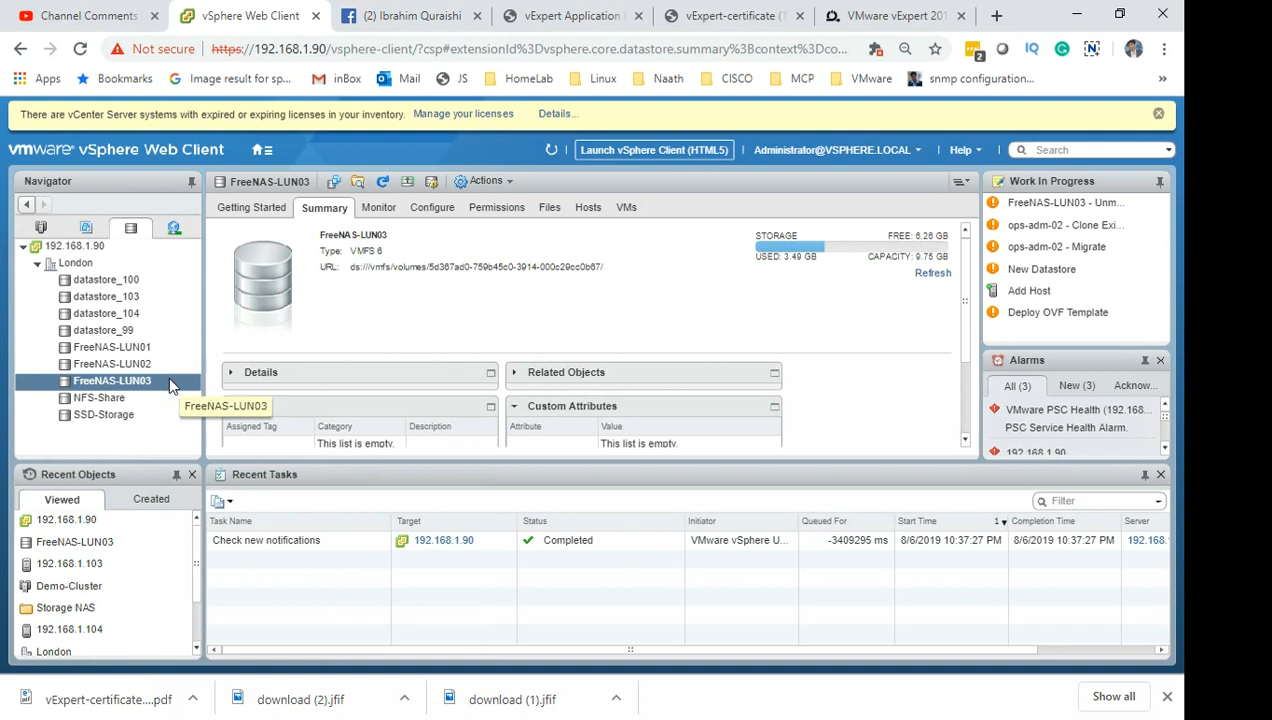 Channel Comments
vSphere Web Client
(2) Ibrahim Quraishi
vExpert Application
vExpert-certificate (
VMware vExpert 201
Not secure
https://192.168.1.90/vsphere-client/?csp#extensionId%3Dvsphere.core.datastore.summary%3Bcontext%3Dco...
Apps
Bookmarks
Image result for sp...
inBox
Mail
JS
HomeLab
Linux
Naath
CISCO
MCP
VMware
snmp configuration...
There are vCenter Server systems with expired or expiring licenses in your inventory. Manage your licenses Details...
vmware® vSphere Web Client
Launch vSphere Client (HTML5)
Administrator@VSPHERE.LOCAL
Help
Search
Navigator
192.168.1.90
London
datastore_100
datastore_103
datastore_104
datastore_99
FreeNAS-LUN01
FreeNAS-LUN02
FreeNAS-LUN03
FreeNAS-LUN03
NFS-Share
SSD-Storage
FreeNAS-LUN03
Actions
Getting Started Summary Monitor Configure Permissions Files Hosts VMs
FreeNAS-LUN03
Type: VMFS 6
URL: ds:///vmfs/volumes/5d367ad0-759b45c0-3914-000c29cc0b67/
STORAGE FREE: 6.26 GB
USED: 3.49 GB CAPACITY: 9.75 GB
Refresh
Details
Related Objects
Custom Attributes
Assigned Tag Category Description
This list is empty.
Attribute Value
This list is empty.
Work In Progress
FreeNAS-LUN03 - Unm...
ops-adm-02 - Clone Exi...
ops-adm-02 - Migrate
New Datastore
Add Host
Deploy OVF Template
Alarms
All (3) New (3) Acknow...
VMware PSC Health (192.168...
PSC Service Health Alarm.
192.168.1.90
Recent Objects
Viewed Created
192.168.1.90
FreeNAS-LUN03
192.168.1.103
Demo-Cluster
Storage NAS
192.168.1.104
London
Recent Tasks
Filter
Task Name Target Status Initiator Queued For Start Time 1 Completion Time Server
Check new notifications 192.168.1.90 Completed VMware vSphere U... -3409295 ms 8/6/2019 10:37:27 PM 8/6/2019 10:37:27 PM 192.168.
vExpert-certificate....pdf
download (2).jfif
download (1).jfif
Show all